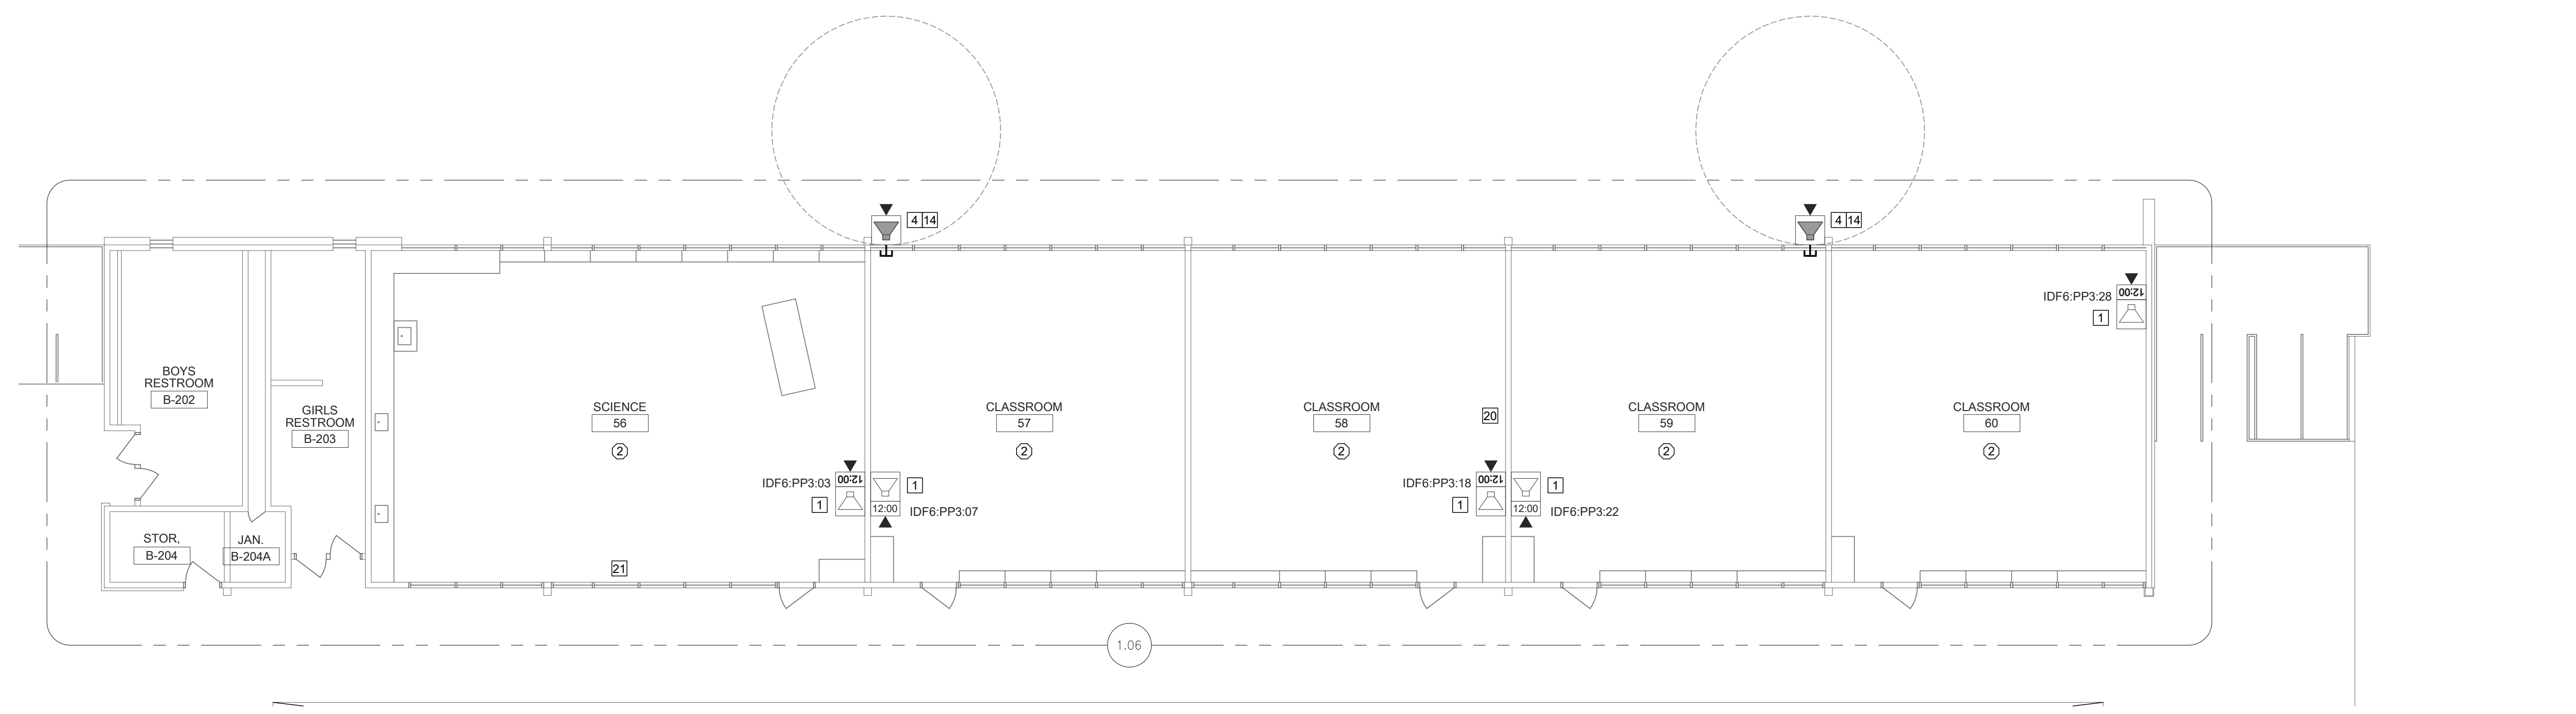 4 14
4 14
12:00
IDF6:PP3:28
1
BOYS
RESTROOM
B-202
GIRLS
RESTROOM
B-203
SCIENCE
56
2
CLASSROOM
57
2
CLASSROOM
58
2
20
CLASSROOM
59
2
CLASSROOM
60
2
IDF6:PP3:03
12:00
1
1
12:00
IDF6:PP3:07
IDF6:PP3:18
12:00
1
1
12:00
IDF6:PP3:22
STOR,
B-204
JAN.
B-204A
21
1.06